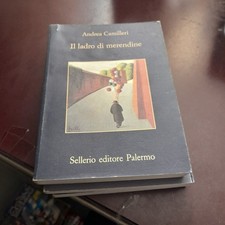 Andrea Camilleri
Il ladro di merendine
Sellerio editore Palermo